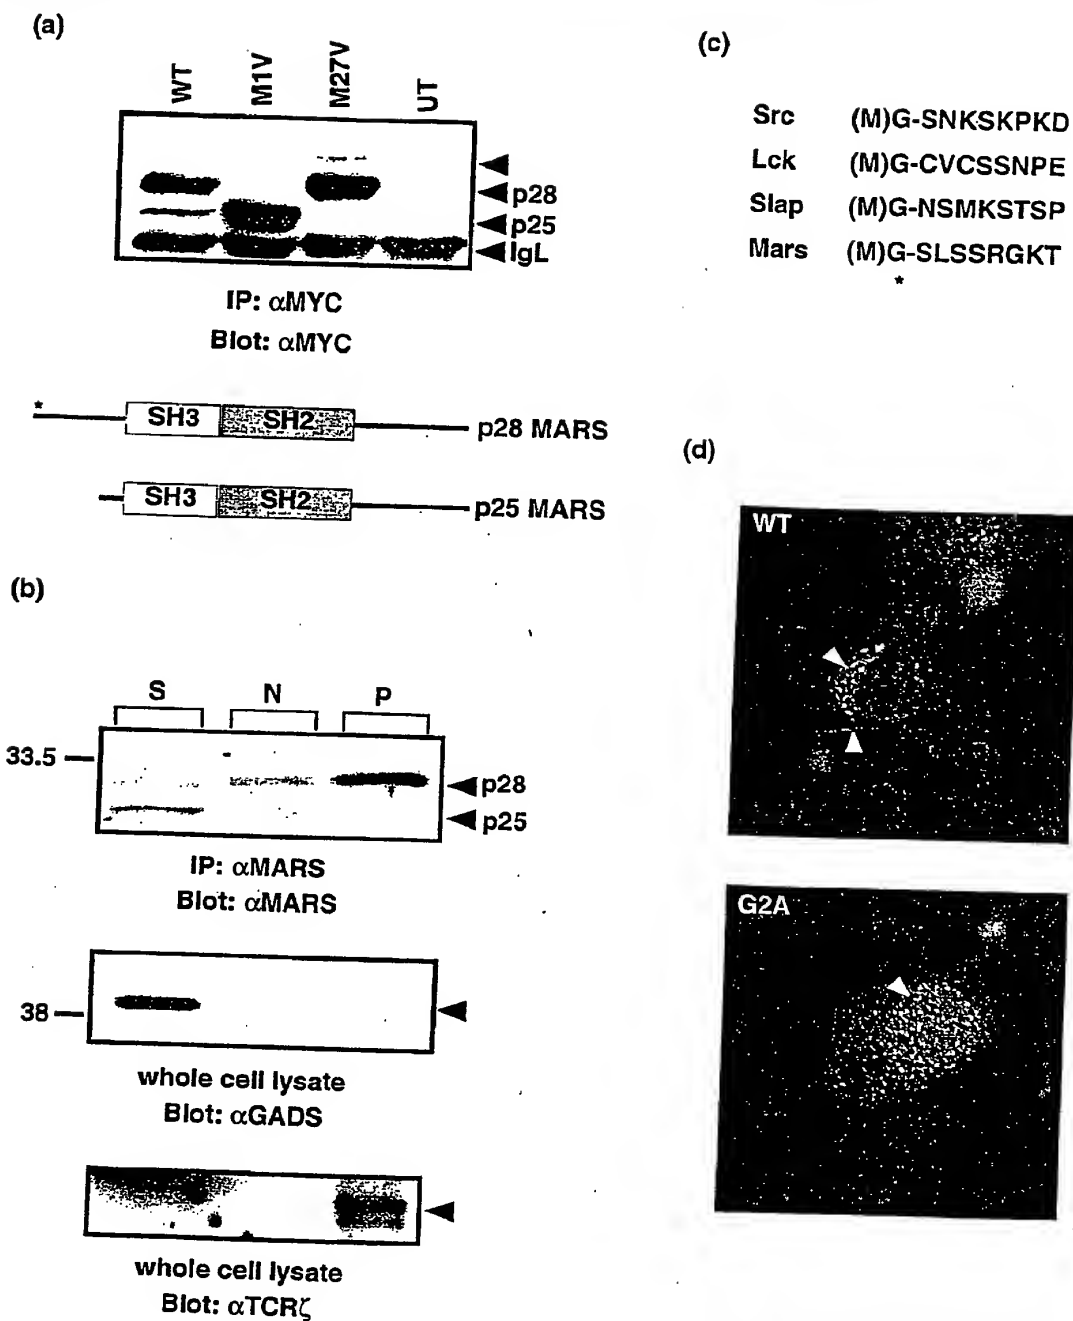 (a)
WT M1V M27V UT
p28
p25
IgL
IP: αMYC
Blot: αMYC
*
SH3 SH2 p28 MARS
SH3 SH2 p25 MARS
(b)
S N P
33.5
p28
p25
IP: αMARS
Blot: αMARS
38
whole cell lysate
Blot: αGADS
whole cell lysate
Blot: αTCRζ
(c)
Src (M)G-SNKSKPKD
Lck (M)G-CVCSSNPE
Slap (M)G-NSMKSTSP
Mars (M)G-SLSSRGKT
*
(d)
WT
G2A